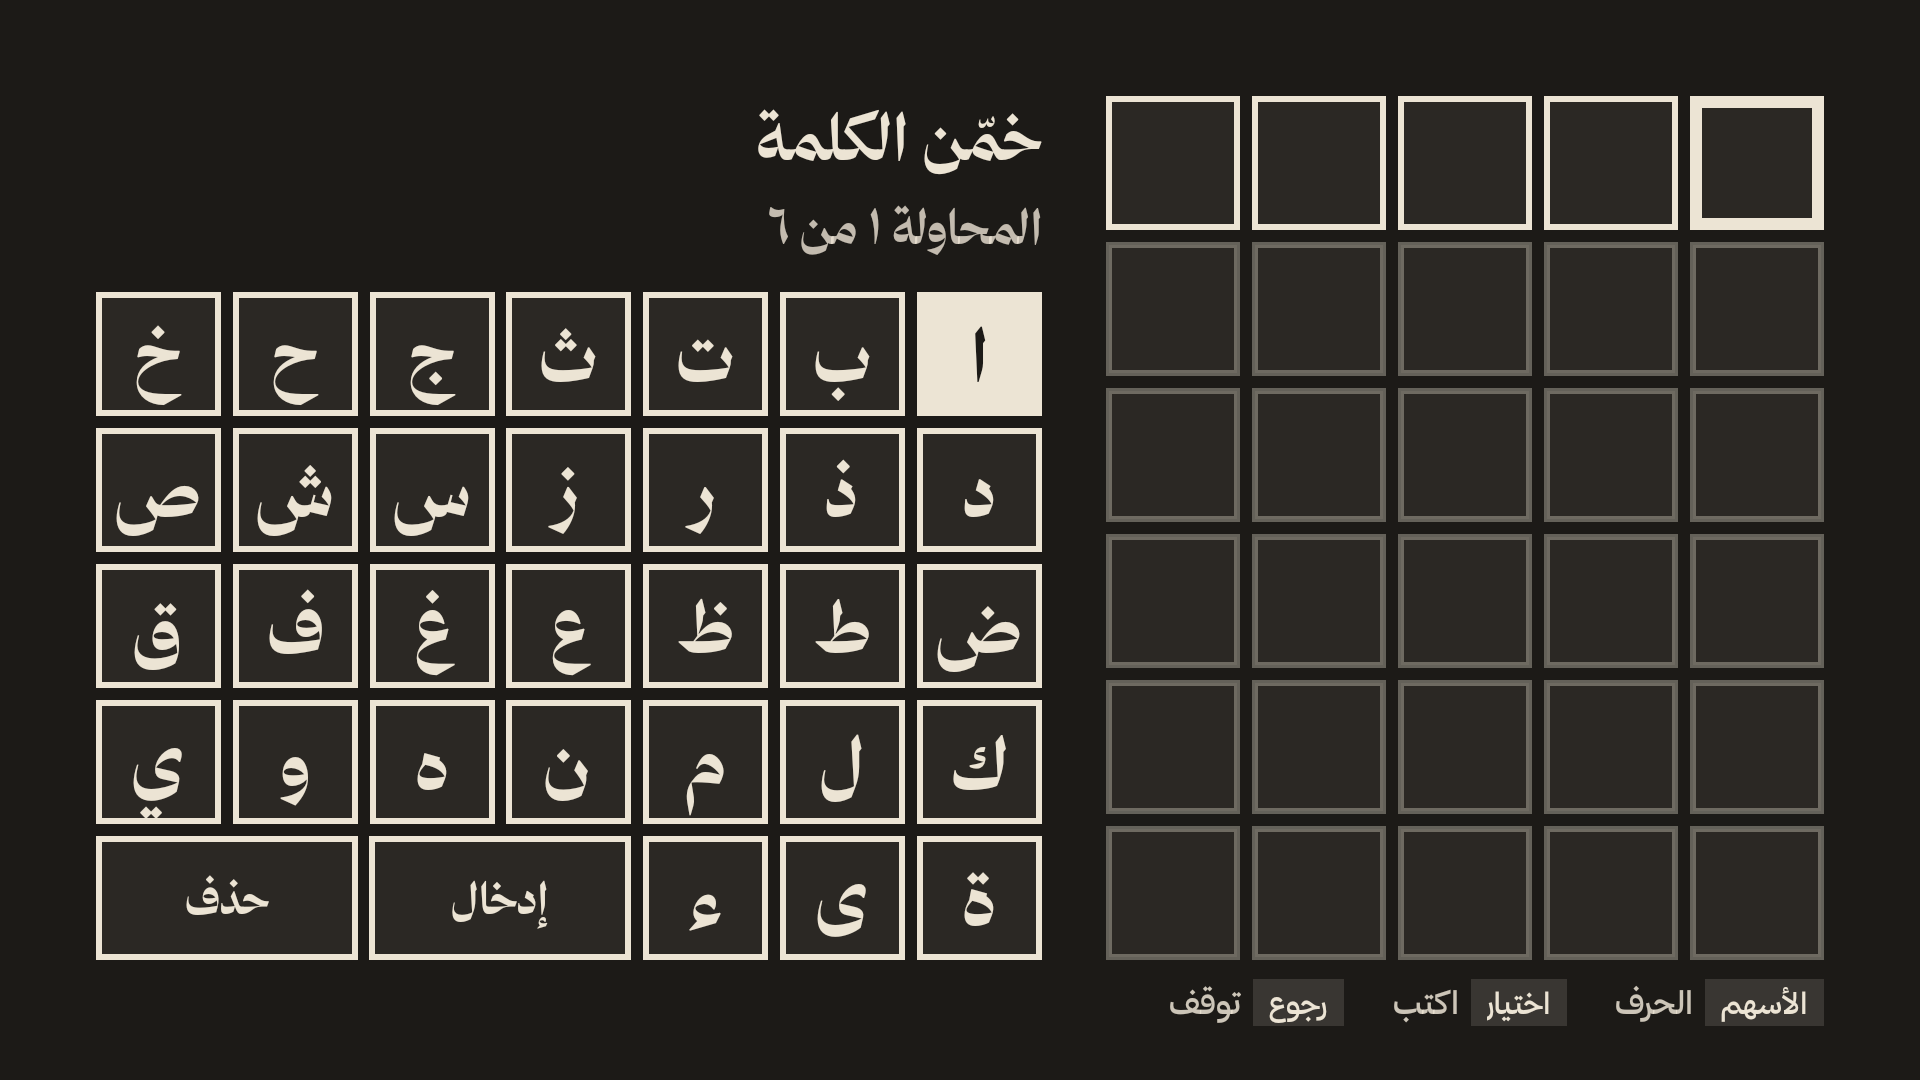 خمّن الكلمة
المحاولة ١ من ٦
ا ب ت ث ج ح خ
د ذ ر ز س ش ص
ض ط ظ ع غ ف ق
ك ل م ن ه و ي
ة ى ء إدخال حذف
الأسهم الحرف اختيار اكتب رجوع توقف